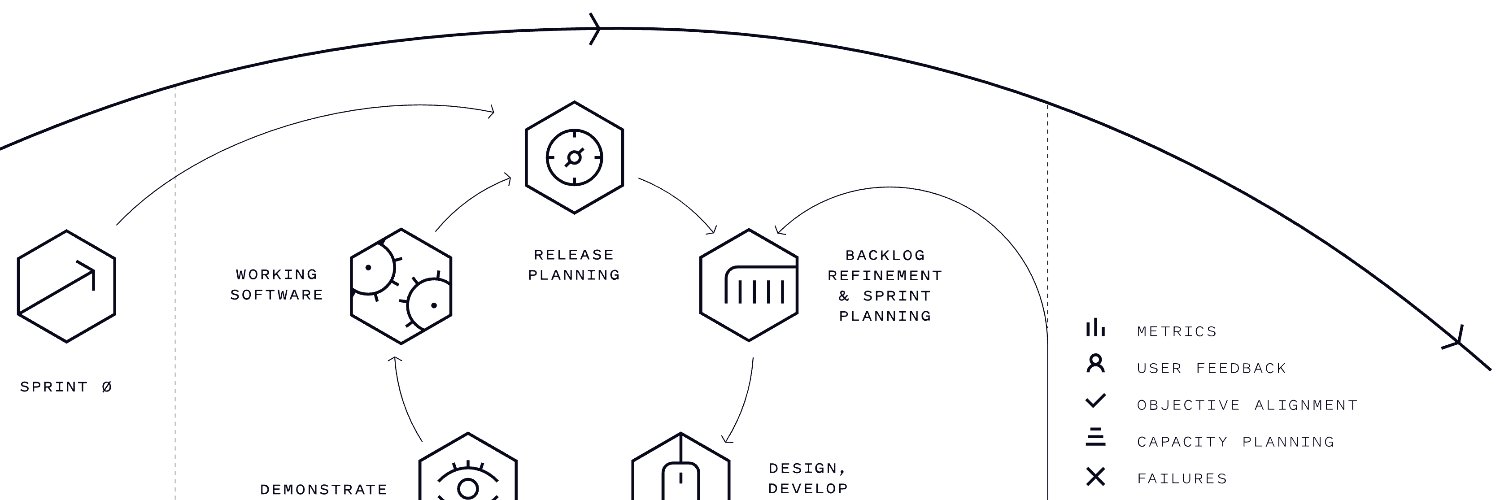 SPRINT Ø
WORKING
SOFTWARE
RELEASE
PLANNING
BACKLOG
REFINEMENT
& SPRINT
PLANNING
DEMONSTRATE
DESIGN,
DEVELOP
METRICS
USER FEEDBACK
OBJECTIVE ALIGNMENT
CAPACITY PLANNING
FAILURES